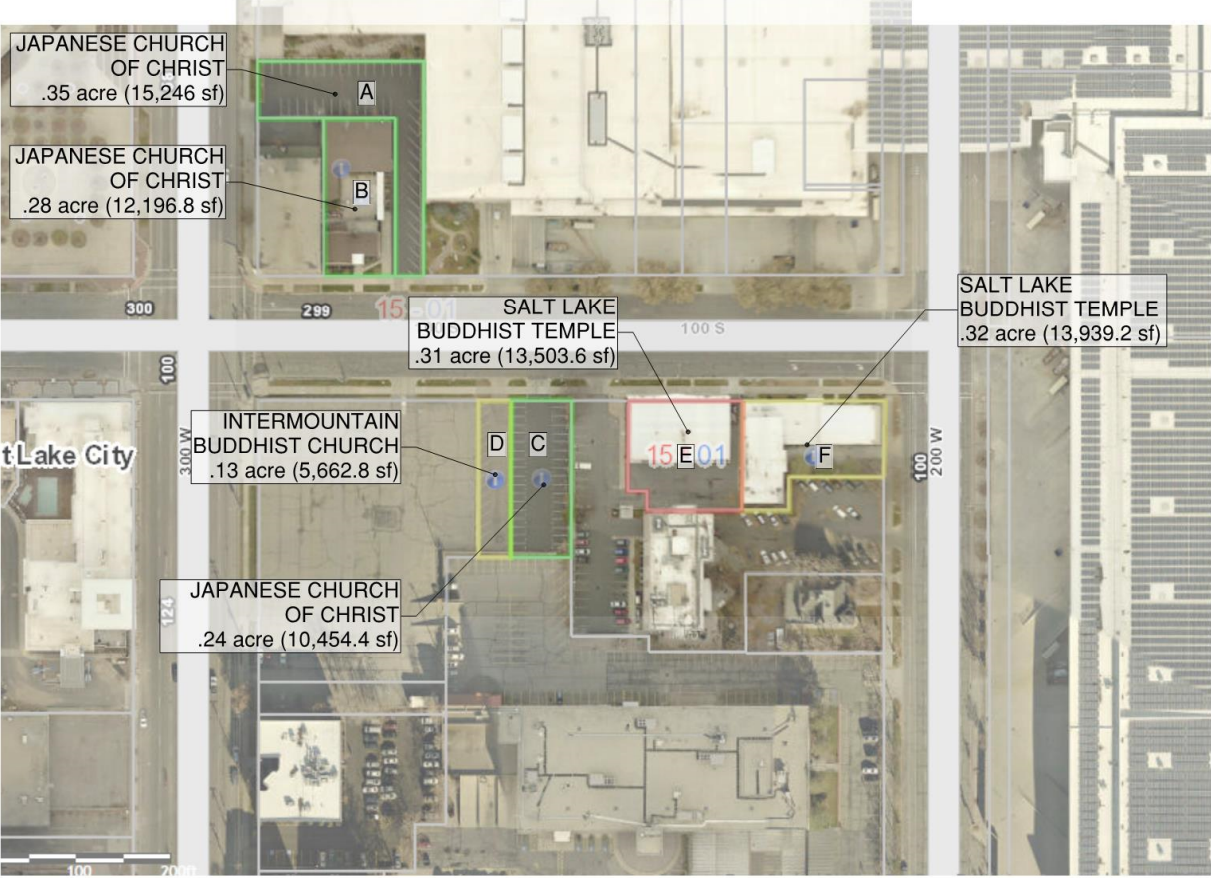 JAPANESE CHURCH
OF CHRIST
.35 acre (15,246 sf)
A
JAPANESE CHURCH
OF CHRIST
.28 acre (12,196.8 sf)
B
300
299
15
01
SALT LAKE
BUDDHIST TEMPLE
.31 acre (13,503.6 sf)
100 S
SALT LAKE
BUDDHIST TEMPLE
.32 acre (13,939.2 sf)
100
INTERMOUNTAIN
BUDDHIST CHURCH
.13 acre (5,662.8 sf)
D
C
15 E 01
F
t Lake City
300 W
100
200 W
JAPANESE CHURCH
OF CHRIST
.24 acre (10,454.4 sf)
124
100
200ft